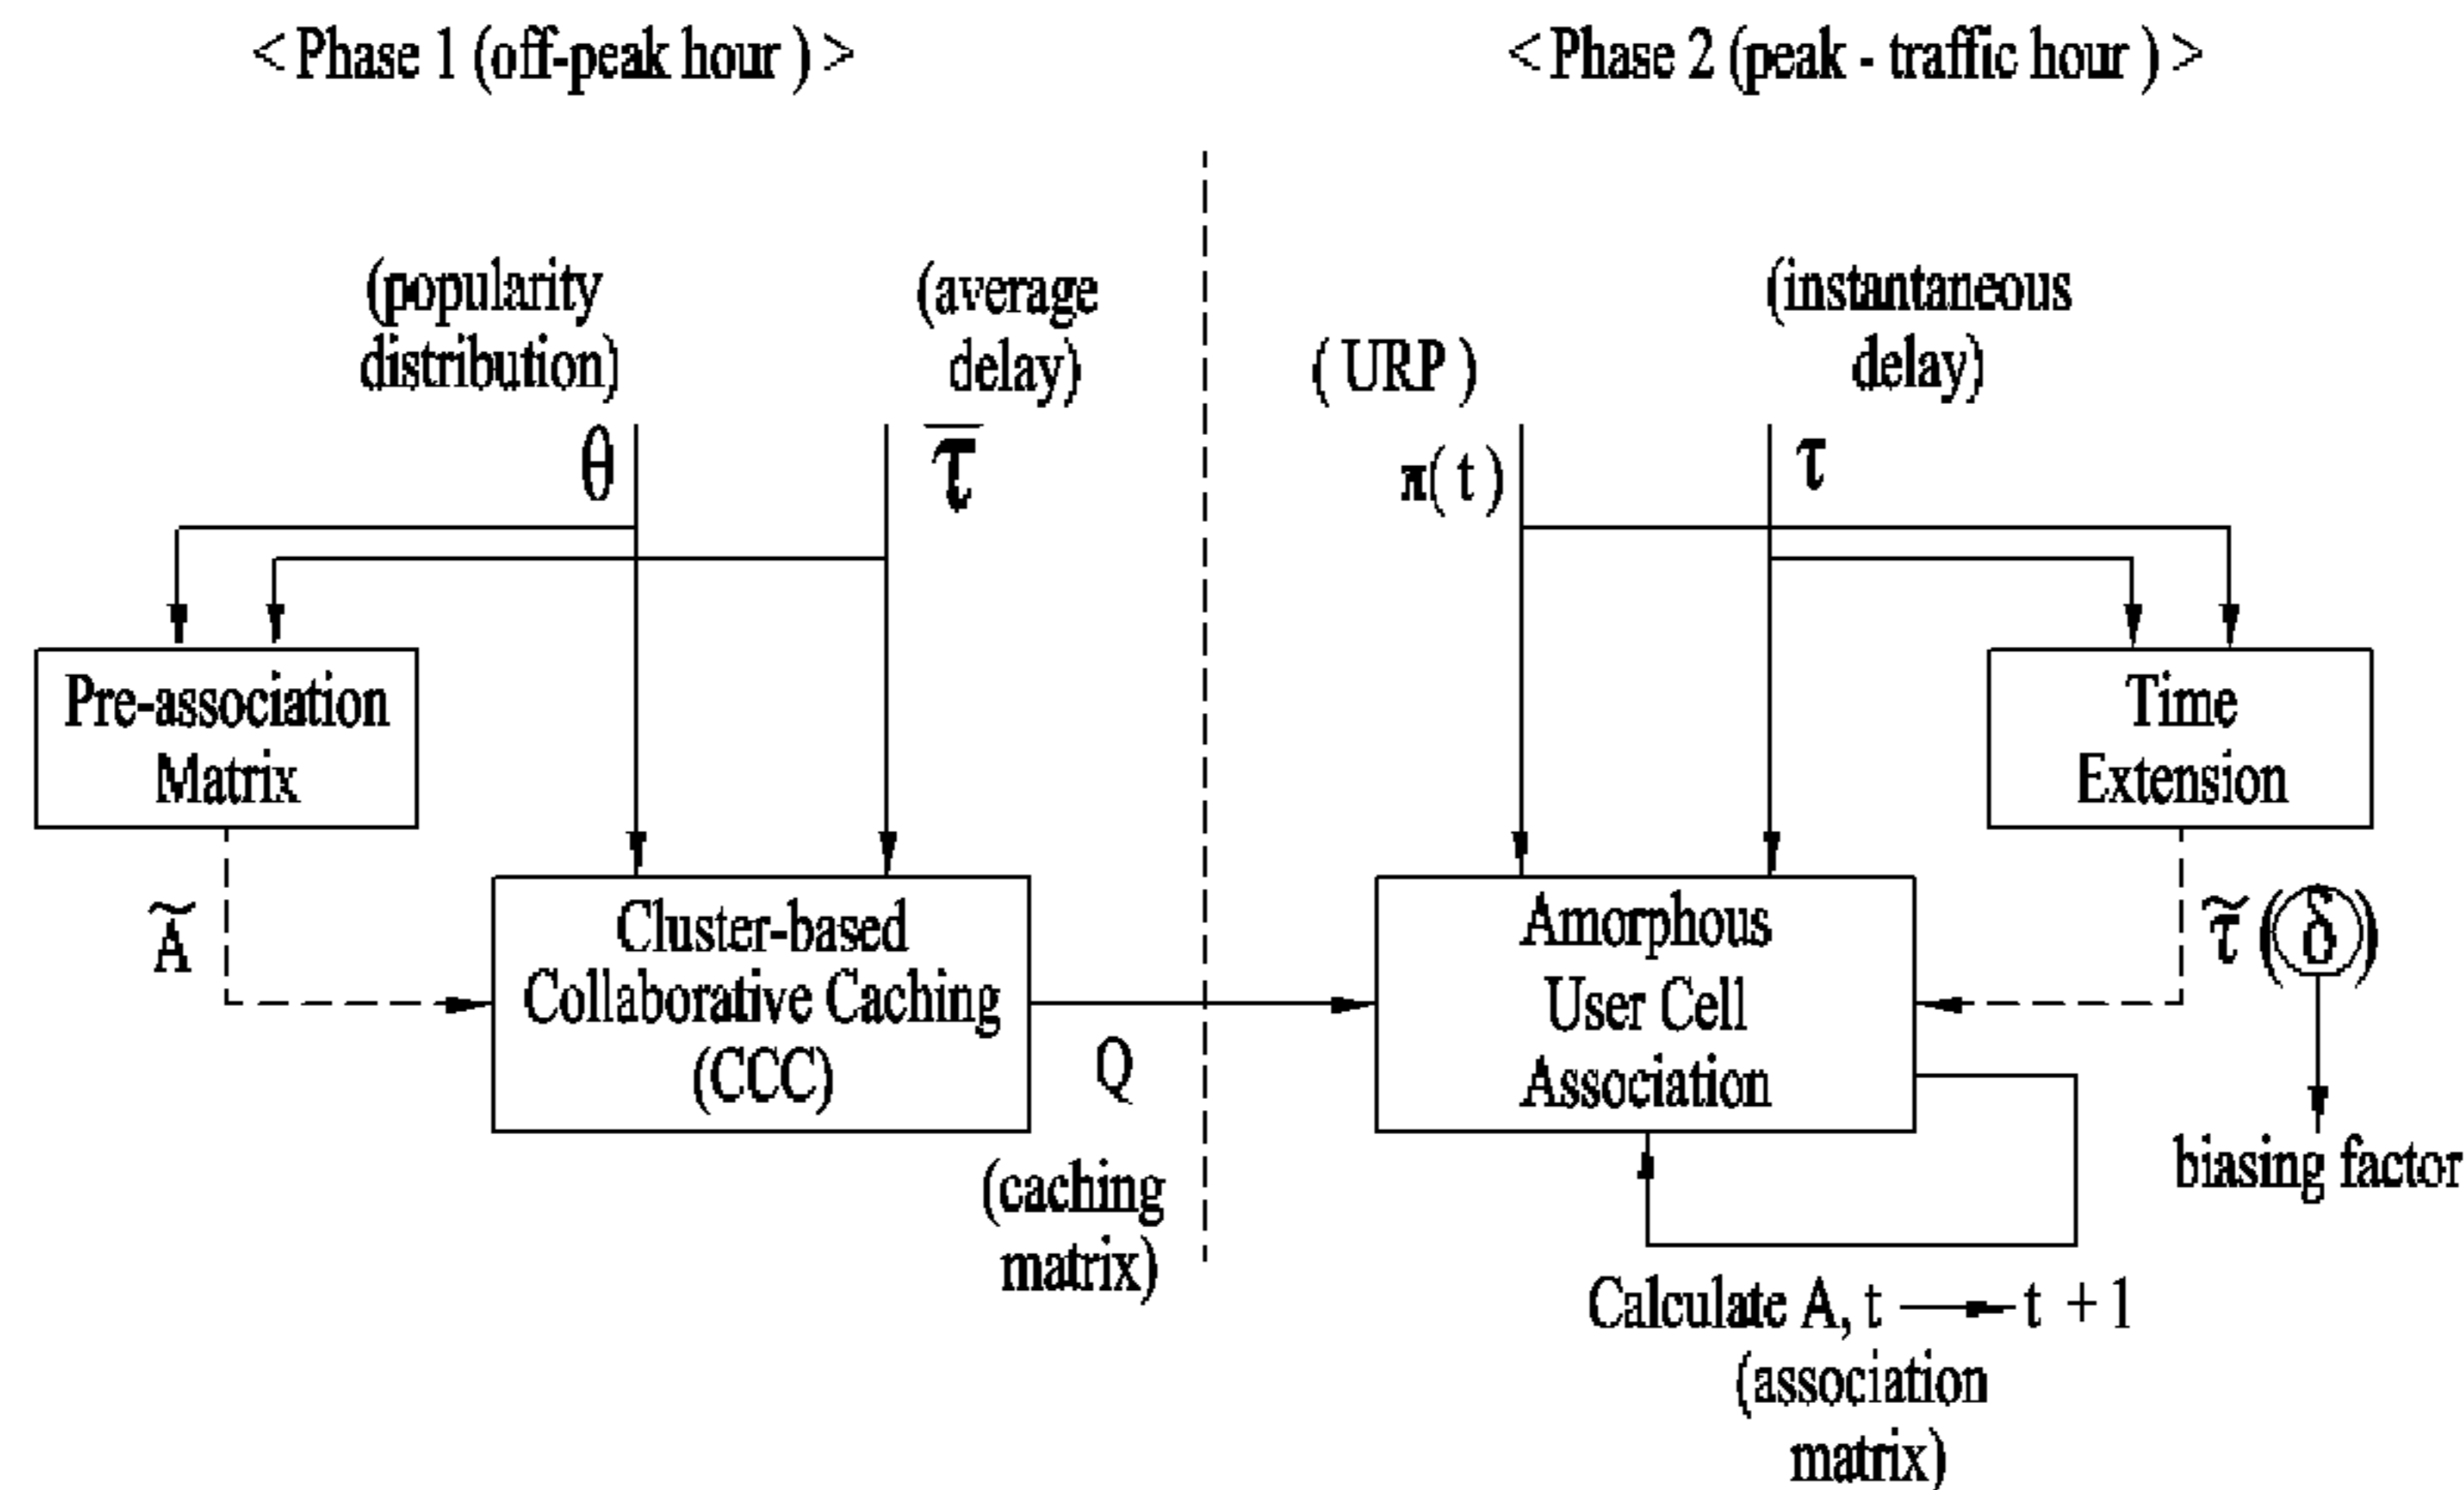 < Phase 1 (off-peak hour ) >
< Phase 2 (peak - traffic hour ) >
(popularity
distribution)
θ
(average
delay)
τ̅
( URP )
π( t )
(instantaneous
delay)
τ
Pre-association
Matrix
Time
Extension
Ã
Cluster-based
Collaborative Caching
(CCC)
Q
(caching
matrix)
Amorphous
User Cell
Association
τ̃ (δ)
biasing factor
Calculate A, t → t + 1
(association
matrix)